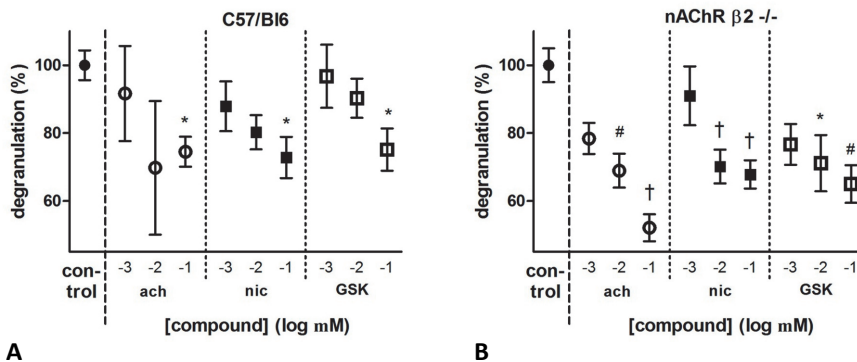 C57/Bl6
degranulation (%)
100
80
60
*
*
*
con-
trol
-3 -2 -1 -3 -2 -1 -3 -2 -1
ach nic GSK
[compound] (log mM)
A
nAChR β2 -/-
degranulation (%)
100
80
60
#
†
† †
*
#
con-
trol
-3 -2 -1 -3 -2 -1 -3 -2 -1
ach nic GSK
[compound] (log mM)
B